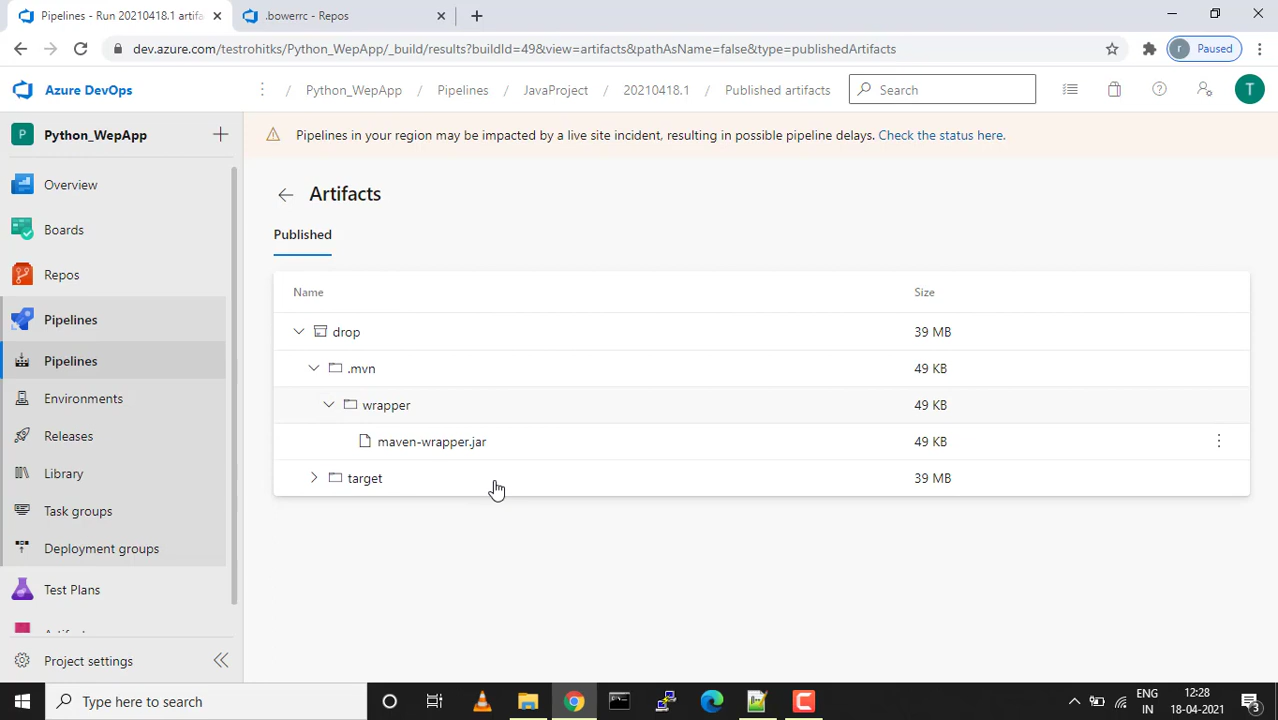 Pipelines - Run 20210418.1 artifa
.bowerrc - Repos
dev.azure.com/testrohitks/Python_WepApp/_build/results?buildId=49&view=artifacts&pathAsName=false&type=publishedArtifacts
r Paused
Azure DevOps
/ Python_WepApp / Pipelines / JavaProject / 20210418.1 / Published artifacts
Search
T
P Python_WepApp
Pipelines in your region may be impacted by a live site incident, resulting in possible pipeline delays. Check the status here.
Overview
Boards
Repos
Pipelines
Pipelines
Environments
Releases
Library
Task groups
Deployment groups
Test Plans
Project settings
Artifacts
Published
Name Size
drop 39 MB
.mvn 49 KB
wrapper 49 KB
maven-wrapper.jar 49 KB
target 39 MB
Type here to search
ENG
IN
12:28
18-04-2021
3